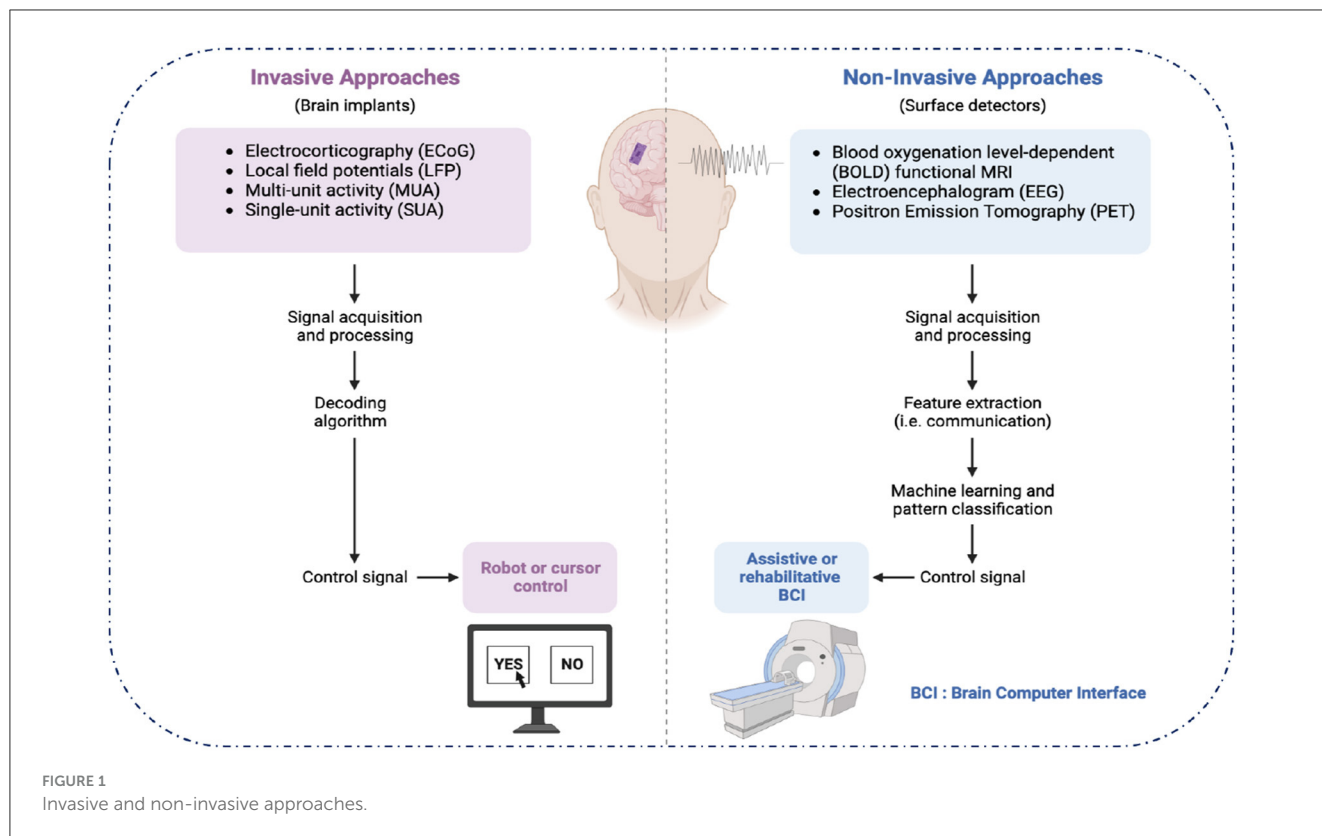 Invasive Approaches
(Brain implants)
• Electrocorticography (ECoG)
• Local field potentials (LFP)
• Multi-unit activity (MUA)
• Single-unit activity (SUA)
Signal acquisition
and processing
Decoding
algorithm
Control signal
Robot or cursor
control
YES
NO
Non-Invasive Approaches
(Surface detectors)
• Blood oxygenation level-dependent
(BOLD) functional MRI
• Electroencephalogram (EEG)
• Positron Emission Tomography (PET)
Signal acquisition
and processing
Feature extraction
(i.e. communication)
Machine learning and
pattern classification
Control signal
Assistive or
rehabilitative
BCI
BCI : Brain Computer Interface
FIGURE 1
Invasive and non-invasive approaches.